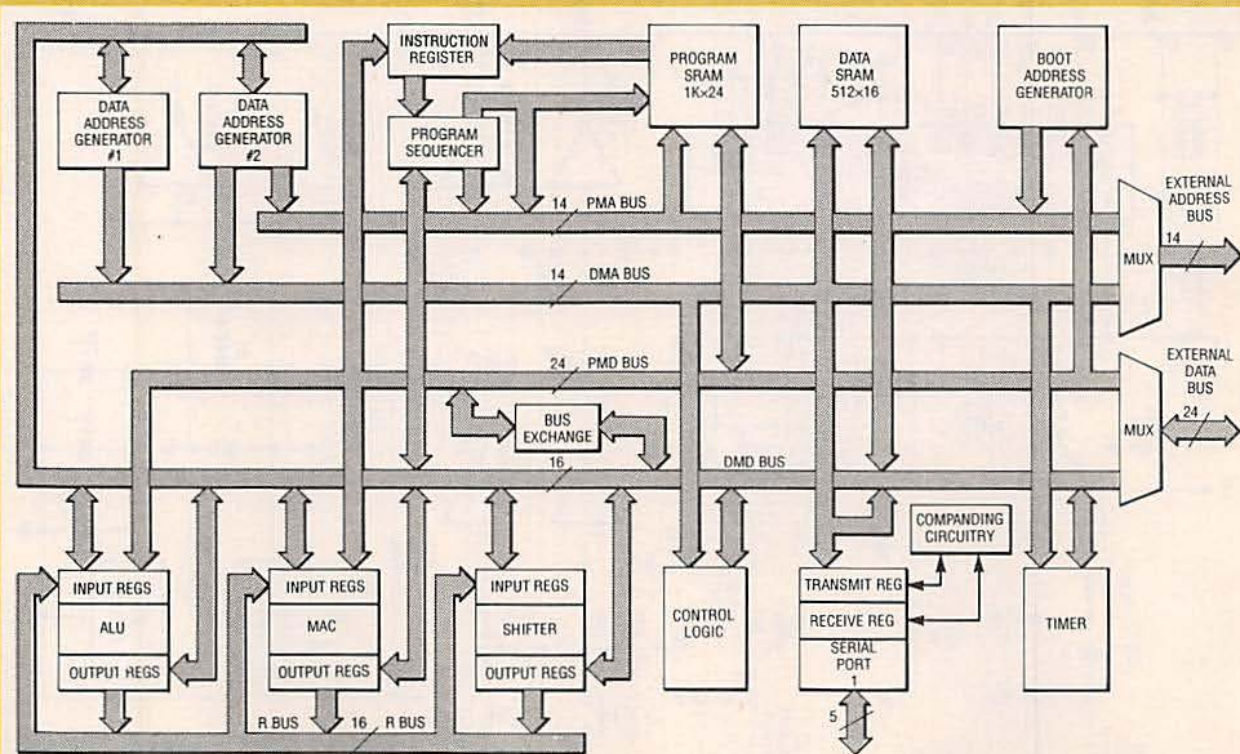 INSTRUCTION
REGISTER
PROGRAM
SRAM
1K×24
DATA
SRAM
512×16
BOOT
ADDRESS
GENERATOR
DATA
ADDRESS
GENERATOR
#1
DATA
ADDRESS
GENERATOR
#2
PROGRAM
SEQUENCER
EXTERNAL
ADDRESS
BUS
14
14 PMA BUS
MUX
14 DMA BUS
24 PMD BUS
EXTERNAL
DATA
BUS
24
BUS
EXCHANGE
MUX
16
DMD BUS
COMPANDING
CIRCUITRY
INPUT REGS
ALU
OUTPUT REGS
INPUT REGS
MAC
OUTPUT REGS
INPUT REGS
SHIFTER
OUTPUT REGS
CONTROL
LOGIC
TRANSMIT REG
RECEIVE REG
SERIAL
PORT
1
TIMER
5
R BUS 16 R BUS